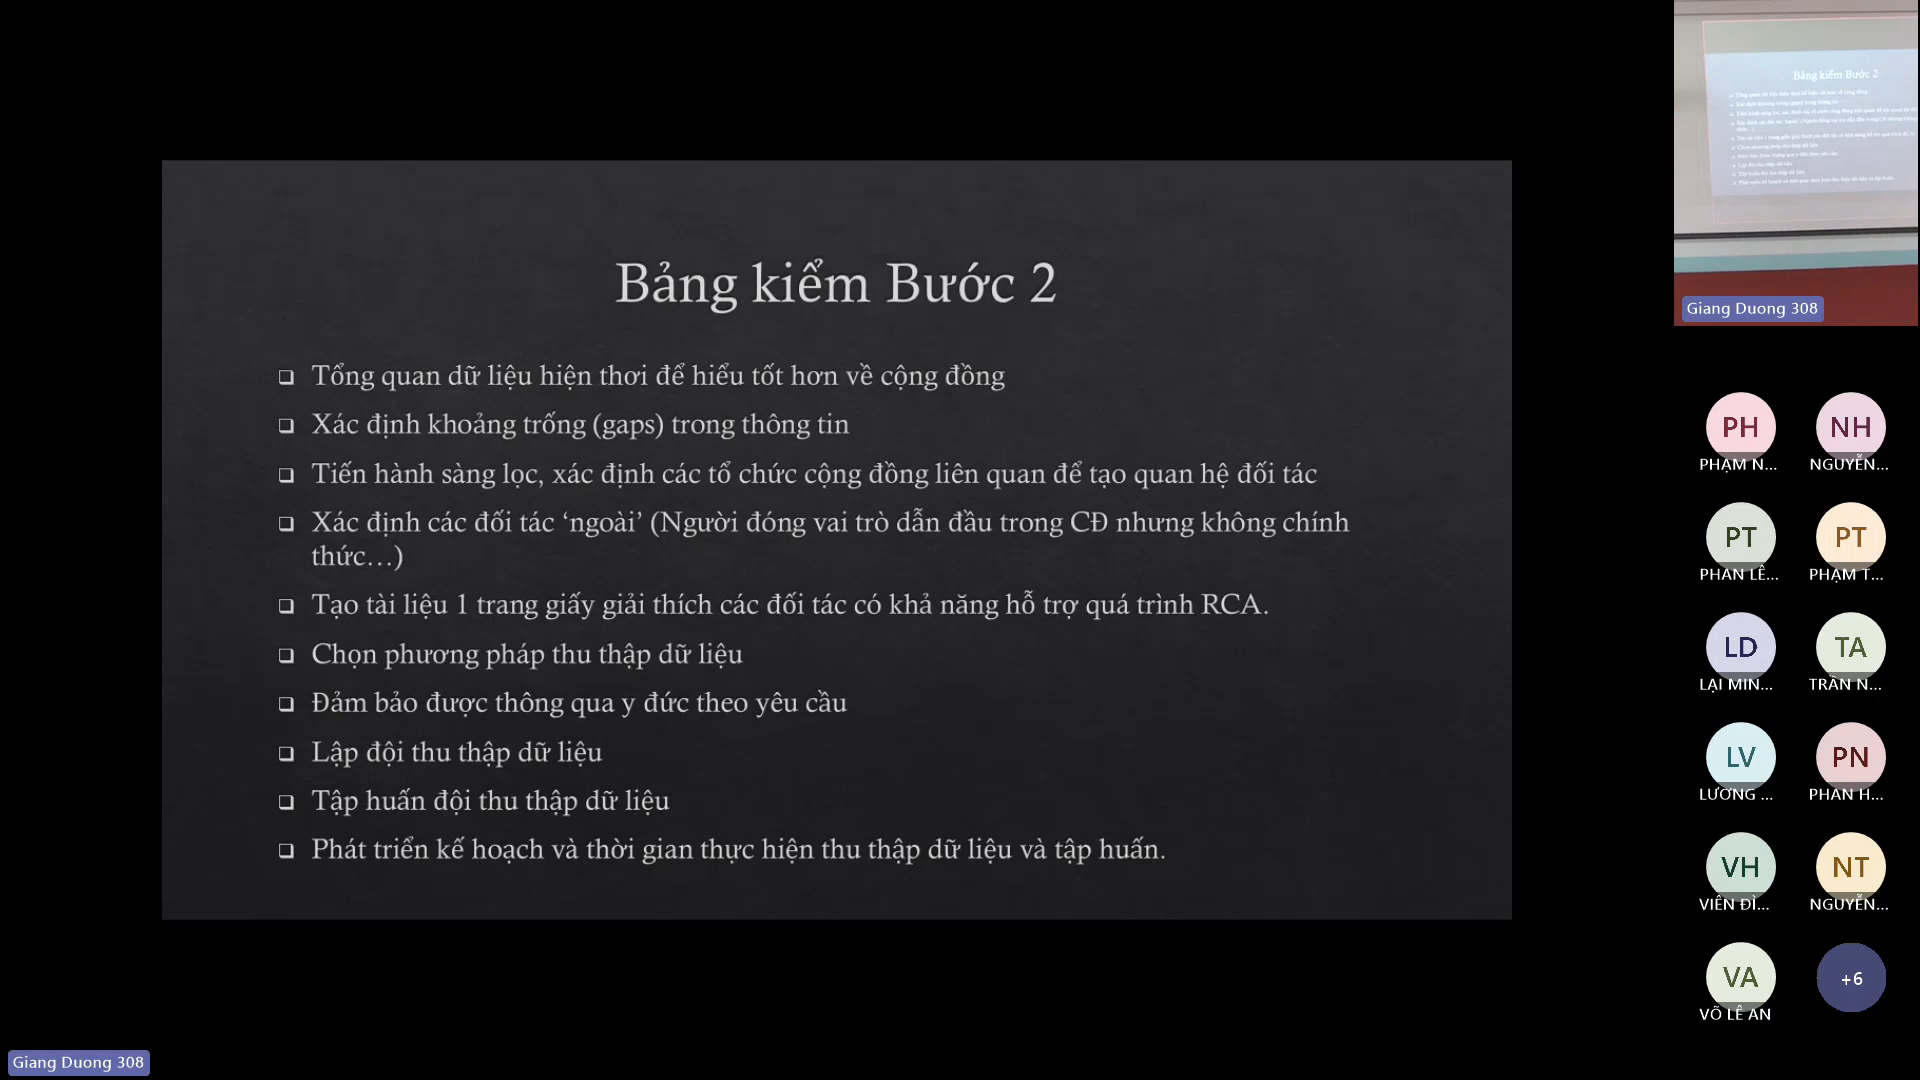 Bảng kiểm Bước 2
❑ Tổng quan dữ liệu hiện thơi để hiểu tốt hơn về cộng đồng
❑ Xác định khoảng trống (gaps) trong thông tin
❑ Tiến hành sàng lọc, xác định các tổ chức cộng đồng liên quan để tạo quan hệ đối tác
❑ Xác định các đối tác ‘ngoài’ (Người đóng vai trò dẫn đầu trong CĐ nhưng không chính
thức…)
❑ Tạo tài liệu 1 trang giấy giải thích các đối tác có khả năng hỗ trợ quá trình RCA.
❑ Chọn phương pháp thu thập dữ liệu
❑ Đảm bảo được thông qua y đức theo yêu cầu
❑ Lập đội thu thập dữ liệu
❑ Tập huấn đội thu thập dữ liệu
❑ Phát triển kế hoạch và thời gian thực hiện thu thập dữ liệu và tập huấn.
Giang Duong 308
Bảng kiểm Bước 2
Giang Duong 308
PH NH
PHẠM N... NGUYỄN...
PT PT
PHAN LÊ... PHẠM T...
LD TA
LẠI MIN... TRẦN N...
LV PN
LƯƠNG ... PHAN H...
VH NT
VIÊN ĐÌ... NGUYỄN...
VA +6
VÕ LÊ AN